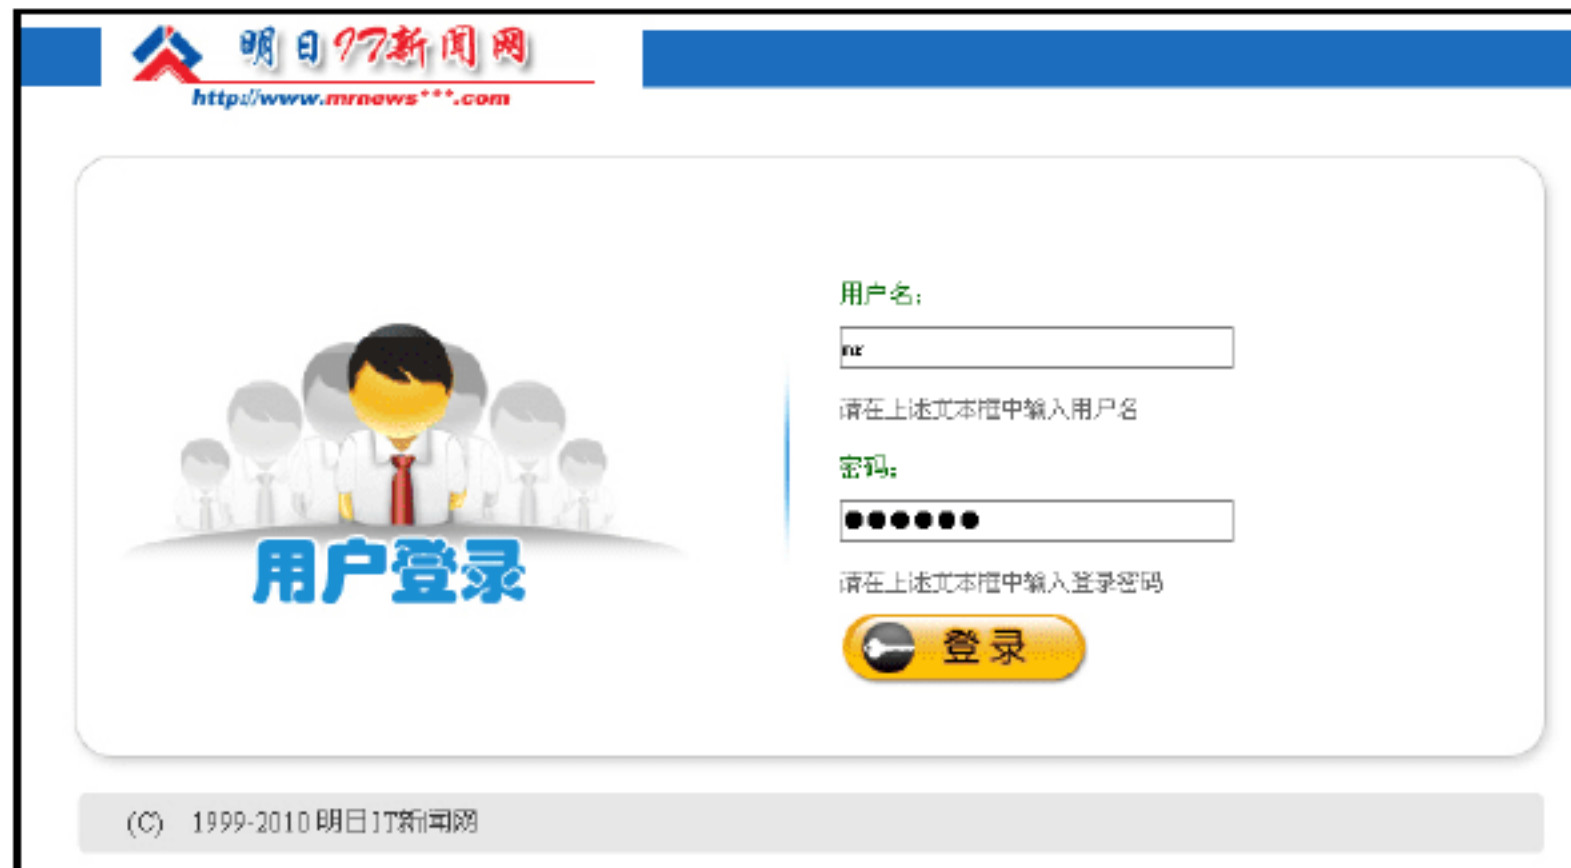 明日IT新闻网
http://www.mrnews***.com
用户名:
mr
请在上述文本框中输入用户名
密码:
●●●●●●
请在上述文本框中输入登录密码
用户登录
登录
(C) 1999-2010 明日IT新闻网